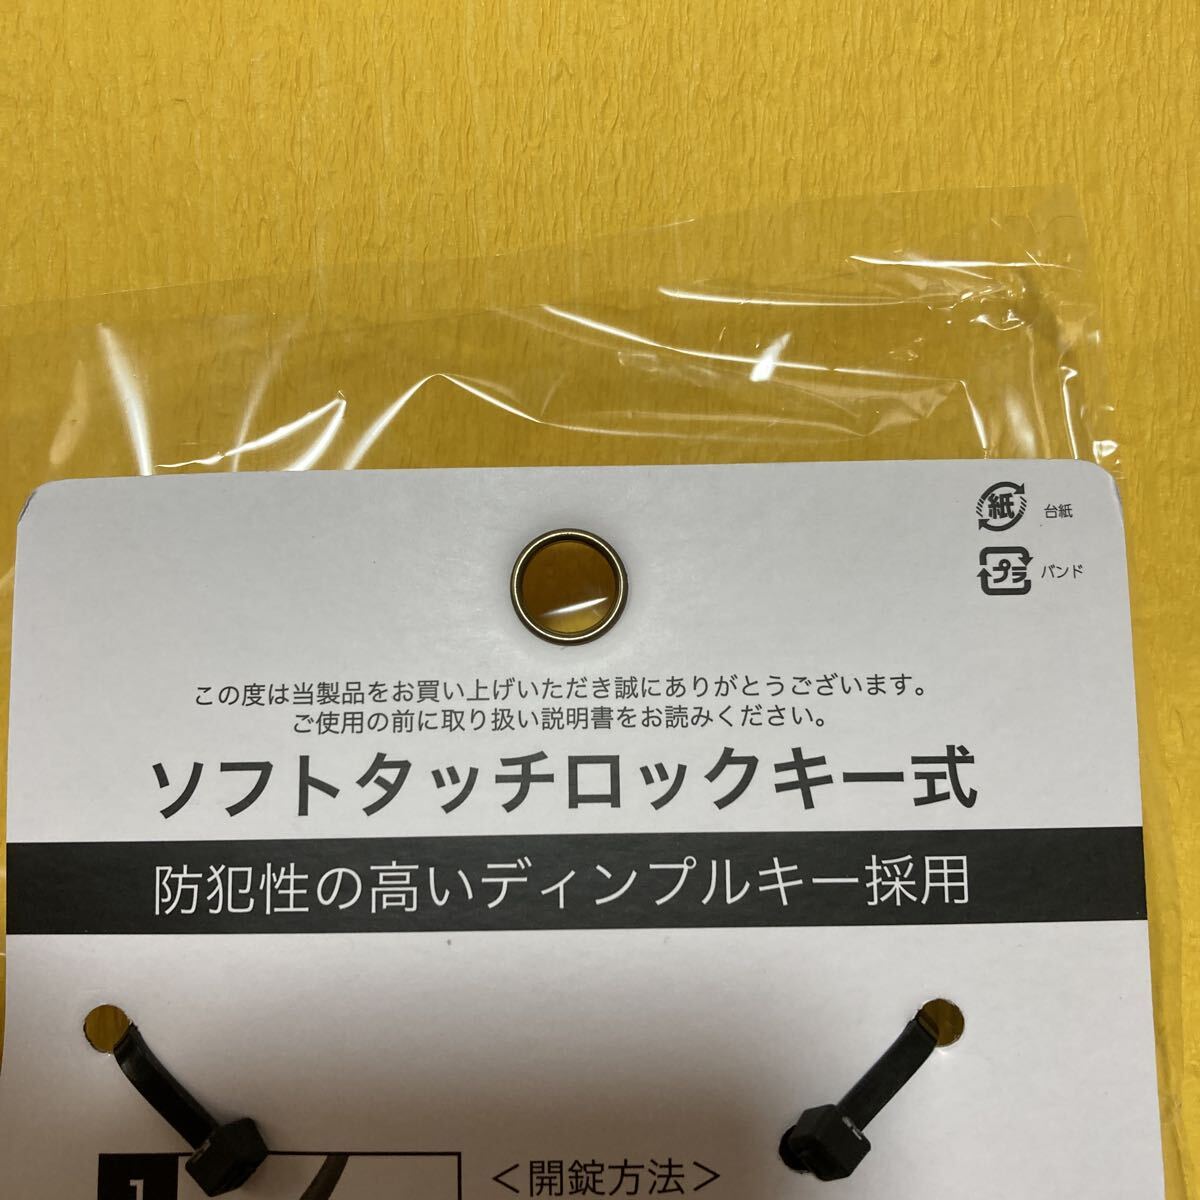 紙 台紙
プラ バンド
この度は当製品をお買い上げいただき誠にありがとうございます。
ご使用の前に取り扱い説明書をお読みください。
ソフトタッチロックキー式
防犯性の高いディンプルキー採用
1
＜開錠方法＞